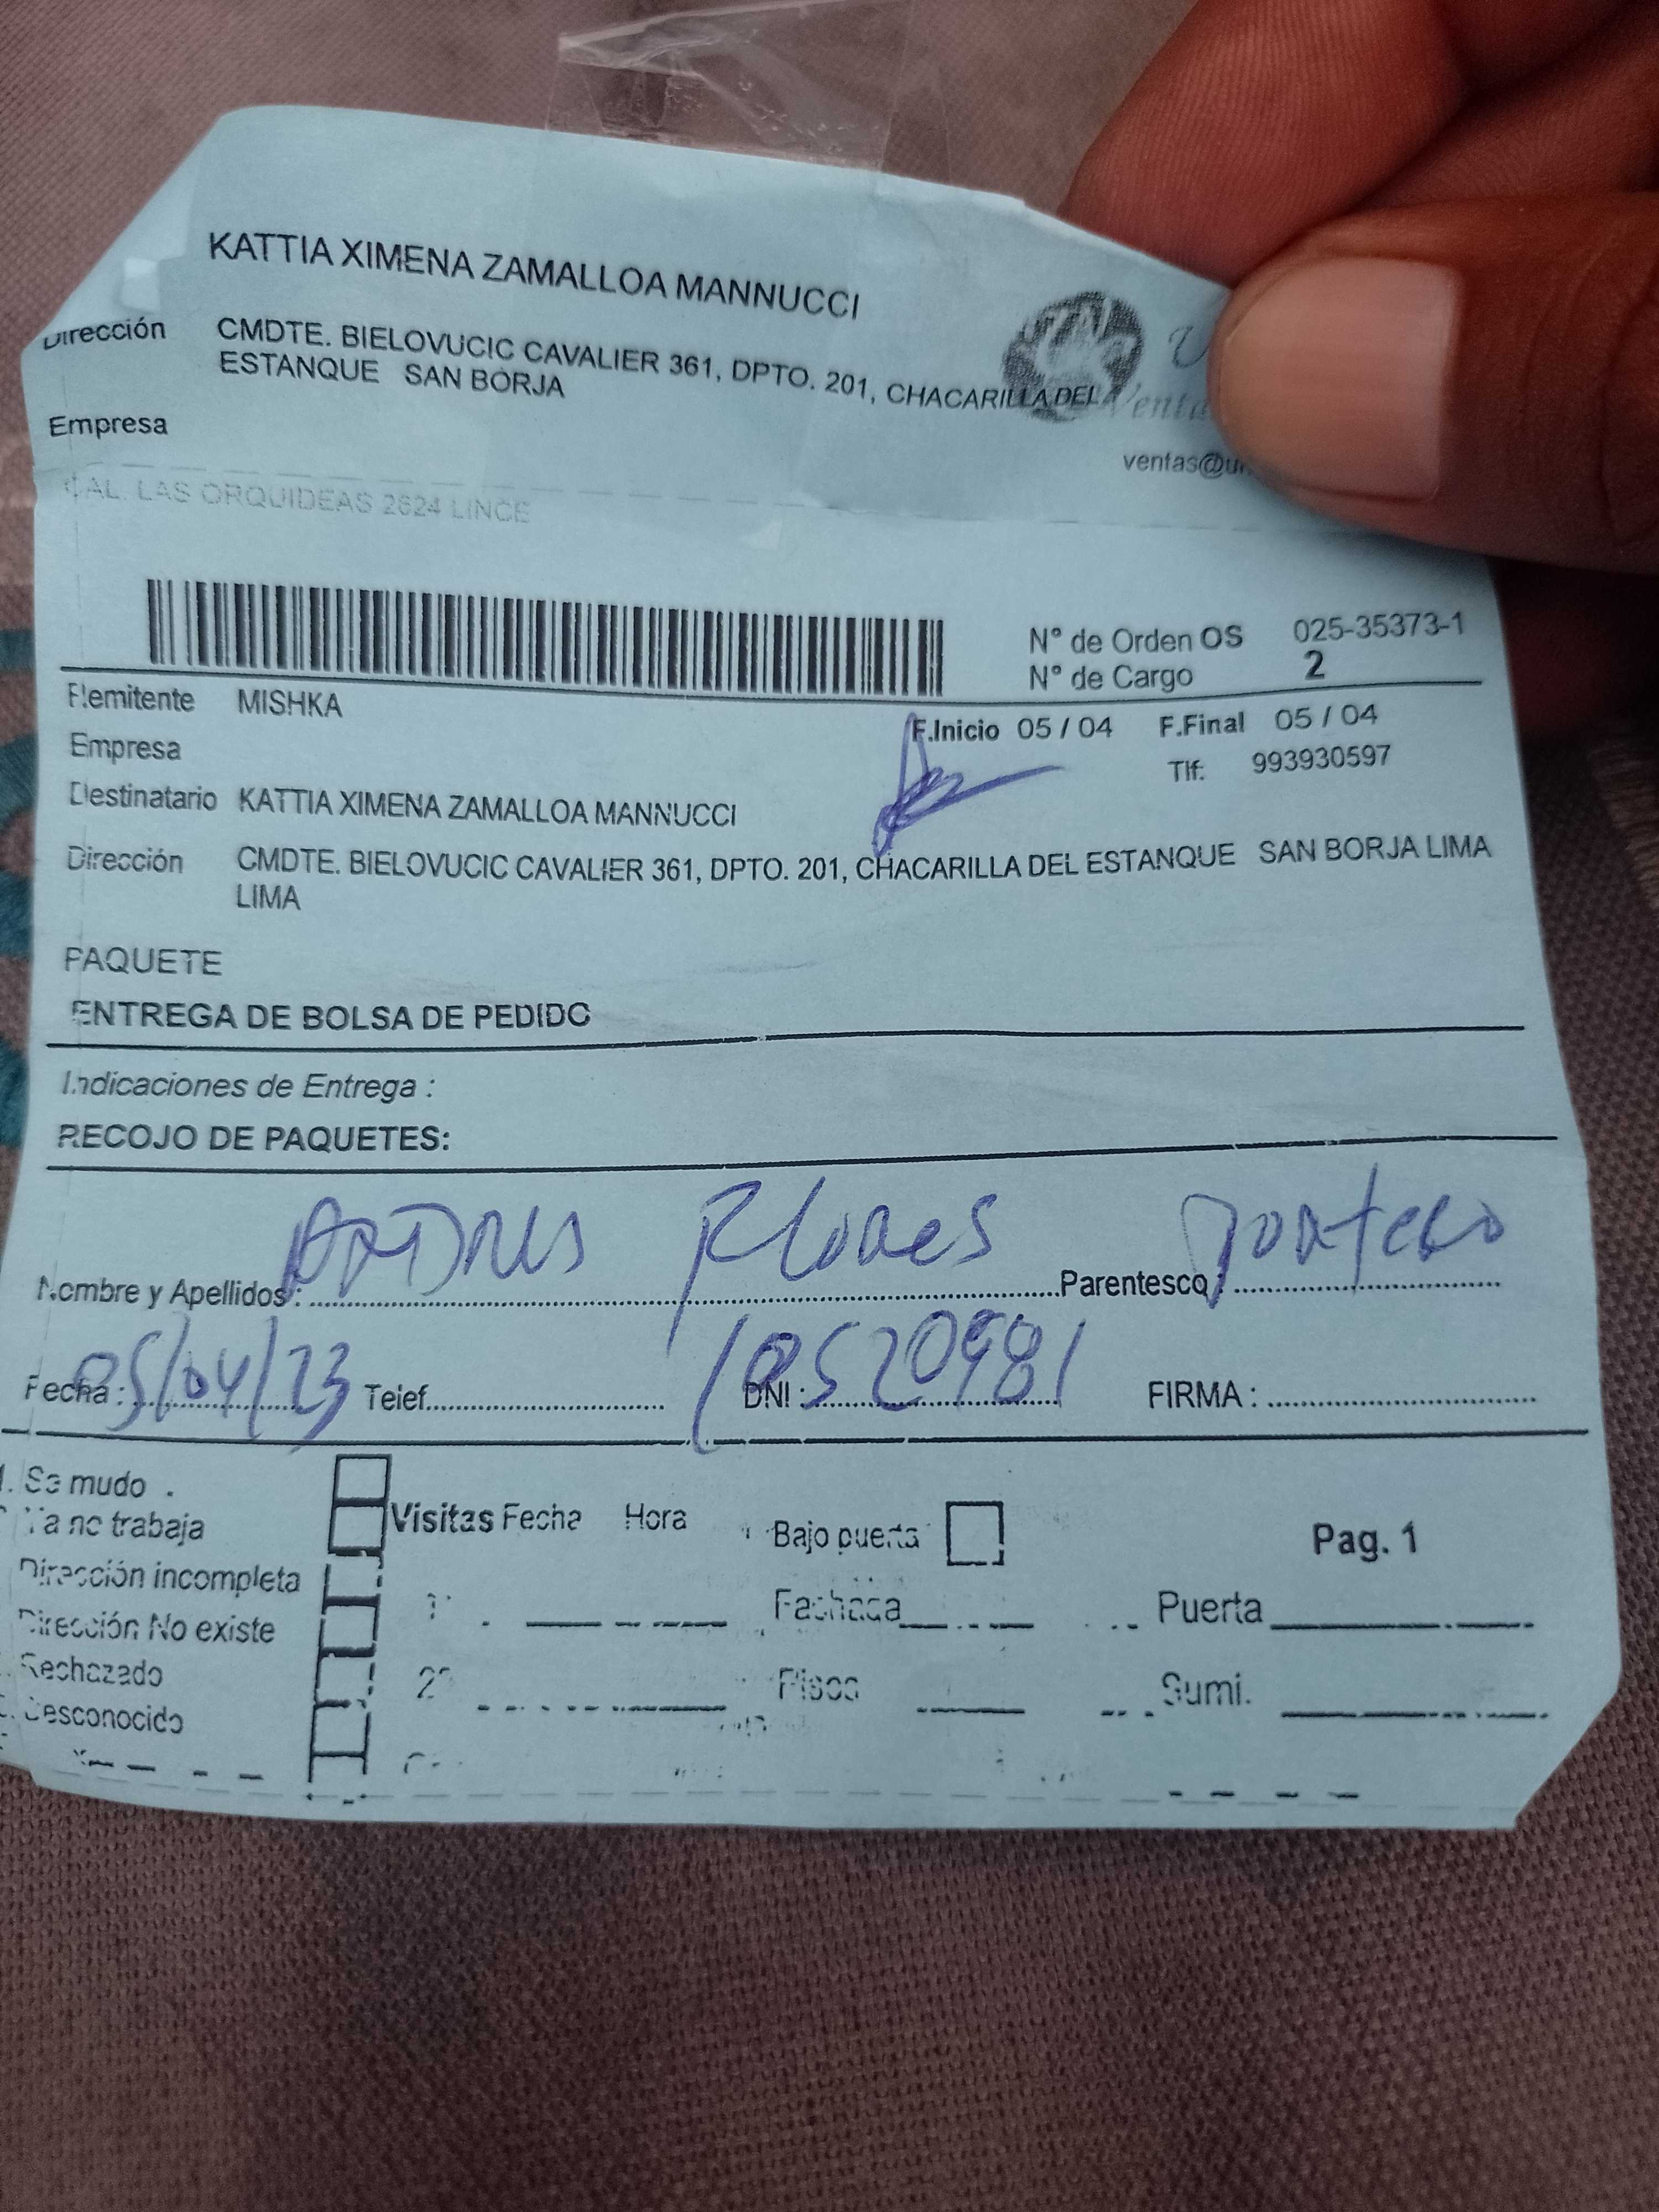 KATTIA XIMENA ZAMALLOA MANNUCCI
Dirección CMDTE. BIELOVUCIC CAVALIER 361, DPTO. 201, CHACARILLA DEL
ESTANQUE SAN BORJA
Empresa
ventas@
CAL. LAS ORQUIDEAS 2624 LINCE
N° de Orden OS 025-35373-1
N° de Cargo 2
Remitente MISHKA
F.Inicio 05 / 04 F.Final 05 / 04
Empresa
Tlf: 993930597
Destinatario KATTIA XIMENA ZAMALLOA MANNUCCI
Dirección CMDTE. BIELOVUCIC CAVALIER 361, DPTO. 201, CHACARILLA DEL ESTANQUE SAN BORJA LIMA
LIMA
PAQUETE
ENTREGA DE BOLSA DE PEDIDO
Indicaciones de Entrega :
RECOJO DE PAQUETES:
Nombre y Apellidos : Flores Parentesco Portero
Fecha : 05/04/23 Telef. DNI : FIRMA :
1. Se mudo
Ya no trabaja
Dirección incompleta
Dirección No existe
Rechazado
Desconocido
Visitas Fecha Hora
Bajo puerta
Pag. 1
1° Fachada Puerta
2° Pisos Sumi.